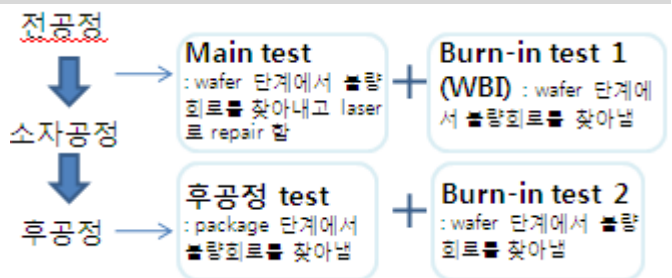 전공정
Main test
: wafer 단계에서 불량
회로를 찾아내고 laser
로 repair 함
+
Burn-in test 1
(WBI) : wafer 단계에
서 불량회로를 찾아냄
소자공정
후공정
후공정 test
: package 단계에서
불량회로를 찾아냄
+
Burn-in test 2
: wafer 단계에서 불량
회로를 찾아냄